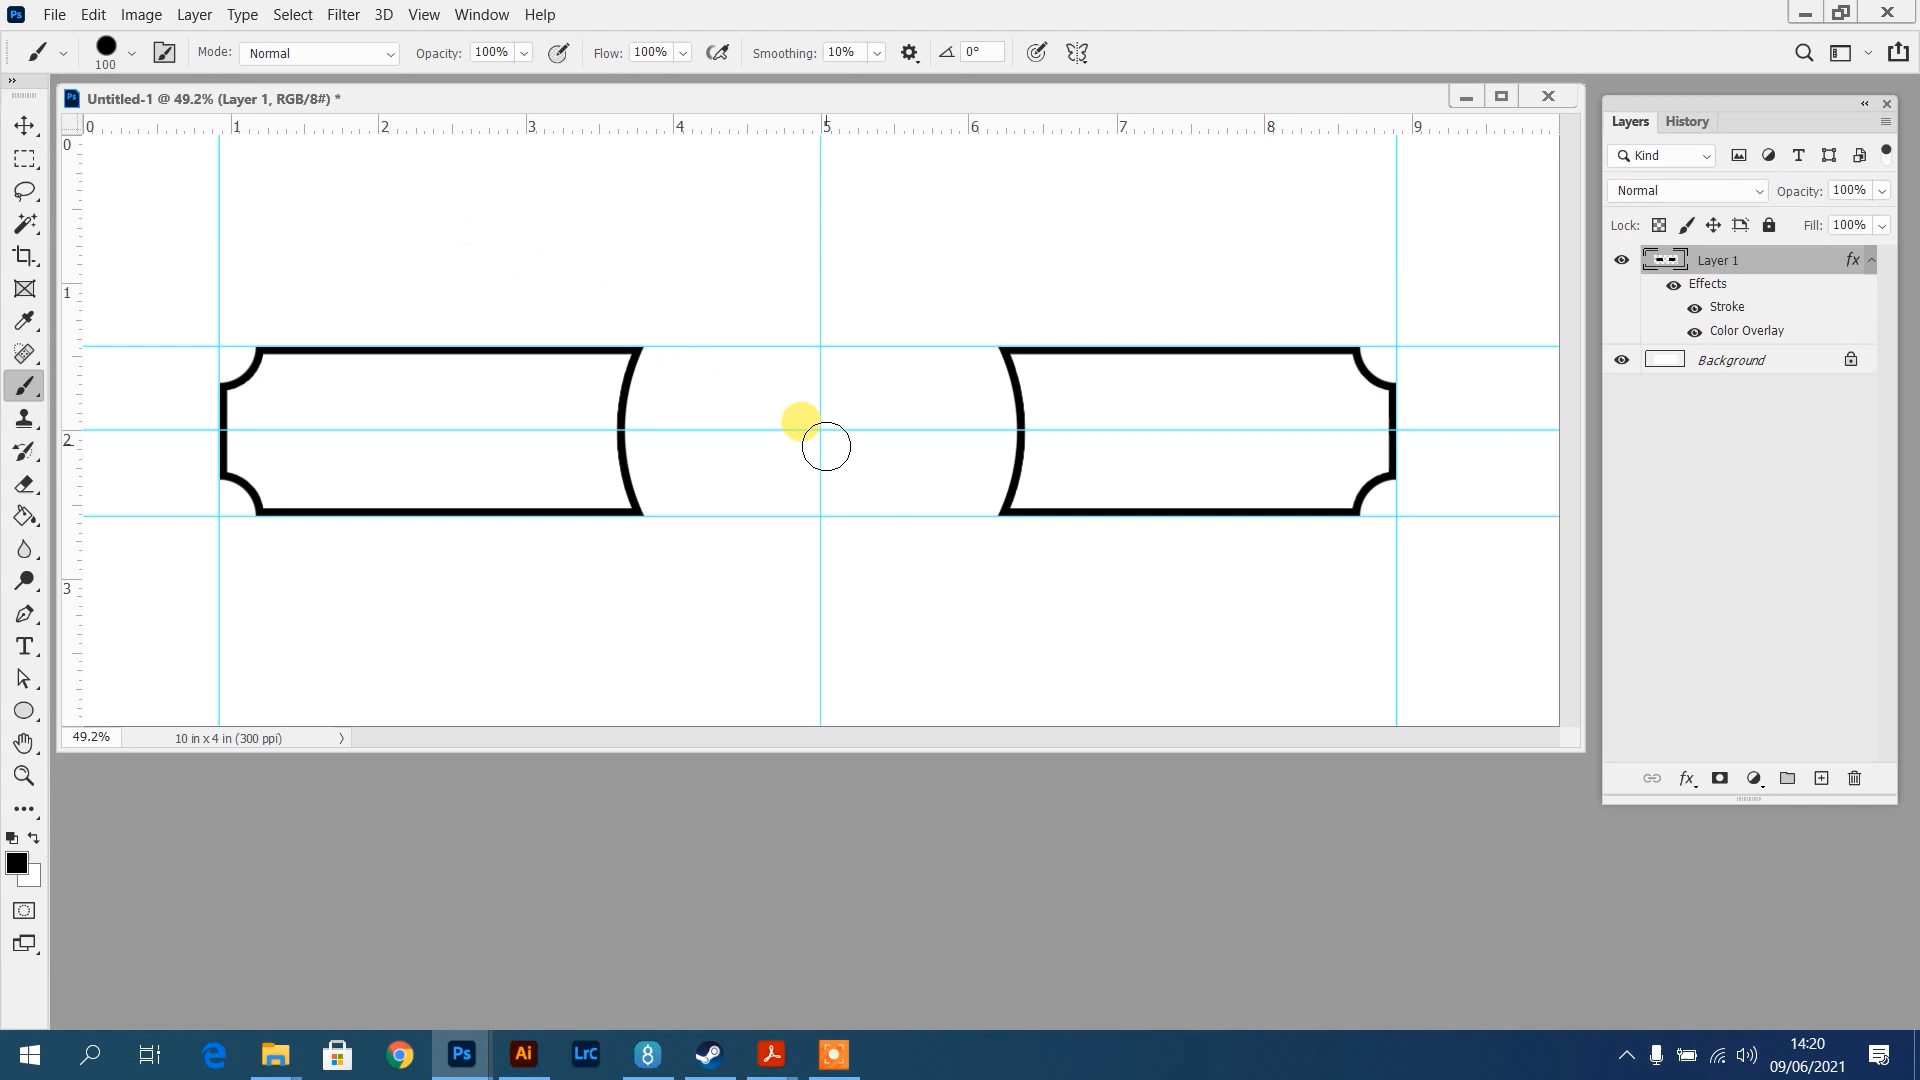 Ps File Edit Image Layer Type Select Filter 3D View Window Help
100 Mode: Normal Opacity: 100% Flow: 100% Smoothing: 10% 0°
Ps Untitled-1 @ 49.2% (Layer 1, RGB/8#) *
0 1 2 3 4 5 6 7 8 9
0
1
2
3
49.2% 10 in x 4 in (300 ppi)
Layers History
Kind
Normal Opacity: 100%
Lock: Fill: 100%
Layer 1 fx
Effects
Stroke
Color Overlay
Background
fx
T
Ps Ai LrC 8
14:20
09/06/2021